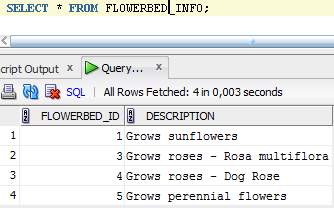 SELECT * FROM FLOWERBED_INFO;
cript Output × Query... ×
SQL All Rows Fetched: 4 in 0,003 seconds
FLOWERBED_ID DESCRIPTION
1 1 Grows sunflowers
2 3 Grows roses - Rosa multiflora
3 4 Grows roses - Dog Rose
4 5 Grows perennial flowers